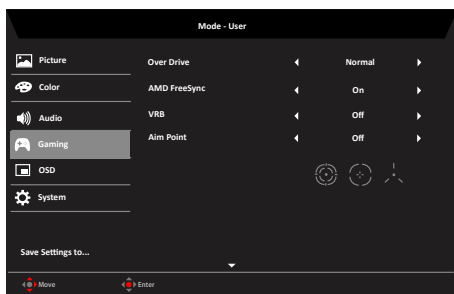 Mode - User
Picture
Over Drive Normal
Color
AMD FreeSync On
Audio
VRB Off
Gaming
Aim Point Off
OSD
System
Save Settings to...
Move Enter